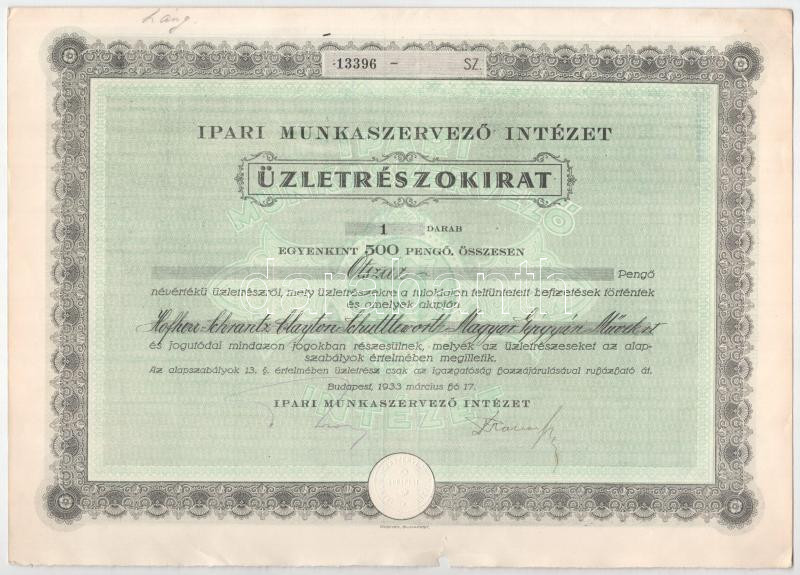 Láng.
13396 – SZ.
IPARI MUNKASZERVEZŐ INTÉZET
ÜZLETRÉSZOKIRAT
1 DARAB
EGYENKINT 500 PENGŐ, ÖSSZESEN
Ötszáz – Pengő
névértékű üzletrészről, mely üzletrészekre a túloldalon feltüntetett befizetések történtek
és amelyek alapján
Hofherr-Schrantz-Clayton-Shuttleworth-Magyar Gépgyári Művek et
és jogutódai mindazon jogokban részesülnek, melyek az üzletrészeseket az alap-
szabályok értelmében megilletik.
Az alapszabályok 13. §. értelmében üzletrész csak az igazgatóság hozzájárulásával ruházható át.
Budapest, 1933 március hó 17.
IPARI MUNKASZERVEZŐ INTÉZET